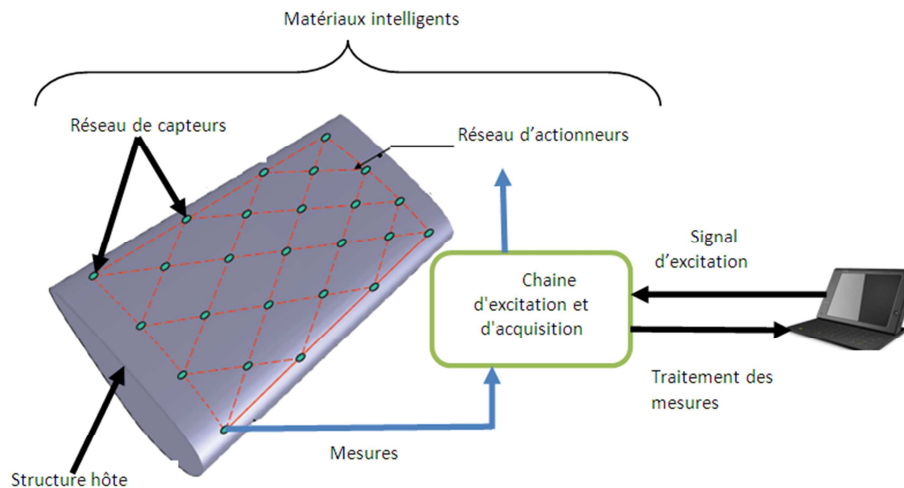 Matériaux intelligents
Réseau de capteurs
Réseau d'actionneurs
Signal
d'excitation
Chaine
d'excitation et
d'acquisition
Traitement des
mesures
Mesures
Structure hôte